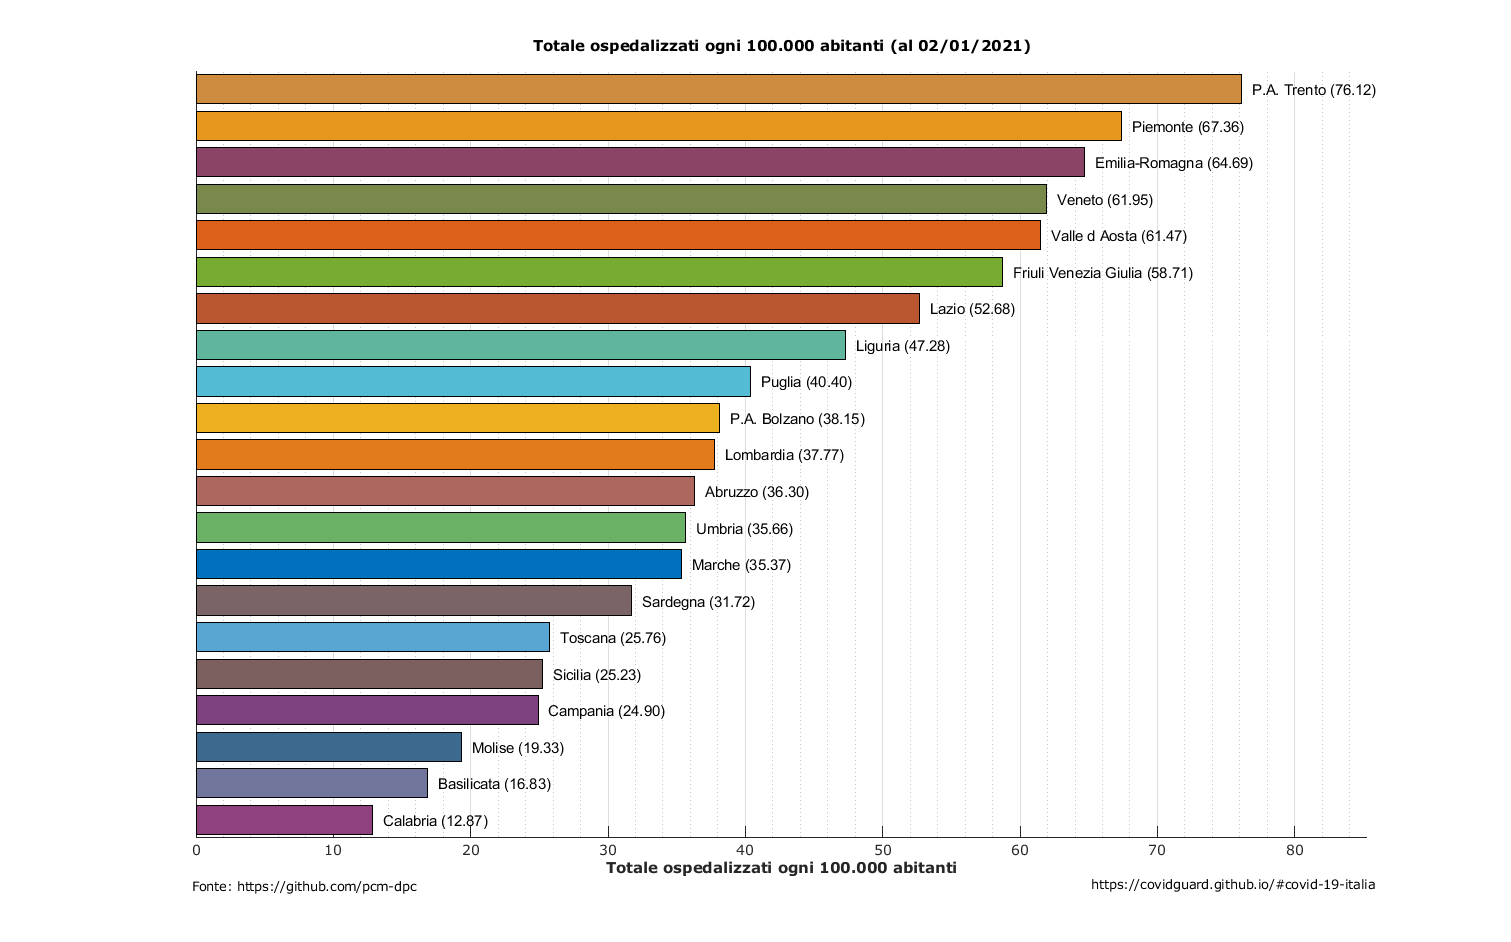 Totale ospedalizzati ogni 100.000 abitanti (al 02/01/2021)
P.A. Trento (76.12)
Piemonte (67.36)
Emilia-Romagna (64.69)
Veneto (61.95)
Valle d Aosta (61.47)
Friuli Venezia Giulia (58.71)
Lazio (52.68)
Liguria (47.28)
Puglia (40.40)
P.A. Bolzano (38.15)
Lombardia (37.77)
Abruzzo (36.30)
Umbria (35.66)
Marche (35.37)
Sardegna (31.72)
Toscana (25.76)
Sicilia (25.23)
Campania (24.90)
Molise (19.33)
Basilicata (16.83)
Calabria (12.87)
0 10 20 30 40 50 60 70 80
Totale ospedalizzati ogni 100.000 abitanti
Fonte: https://github.com/pcm-dpc
https://covidguard.github.io/#covid-19-italia